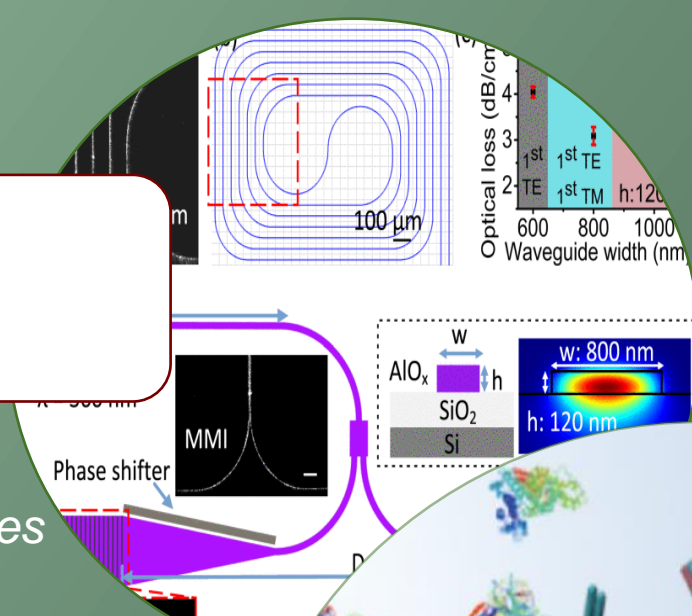 (b)
(c)
Optical loss (dB/cm
4
3
2
1st TE
1st TE
1st TM
h:120
600 800 1000
Waveguide width (nm
m
100 μm
w
AlOₓ
h
SiO₂
Si
w: 800 nm
h: 120 nm
MMI
Phase shifter
es
D